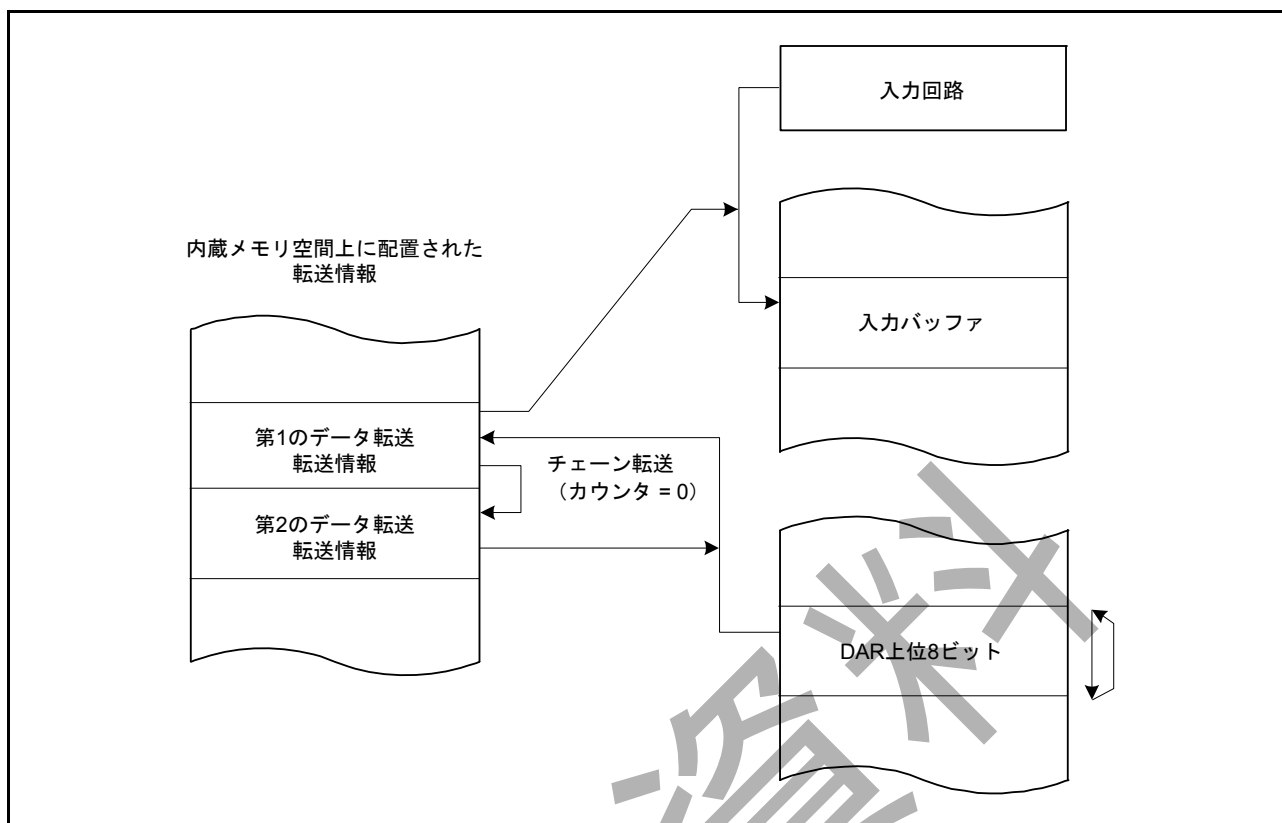 入力回路
内蔵メモリ空間上に配置された
転送情報
入力バッファ
第1のデータ転送
転送情報
チェーン転送
（カウンタ = 0）
第2のデータ転送
転送情報
DAR上位8ビット
資料